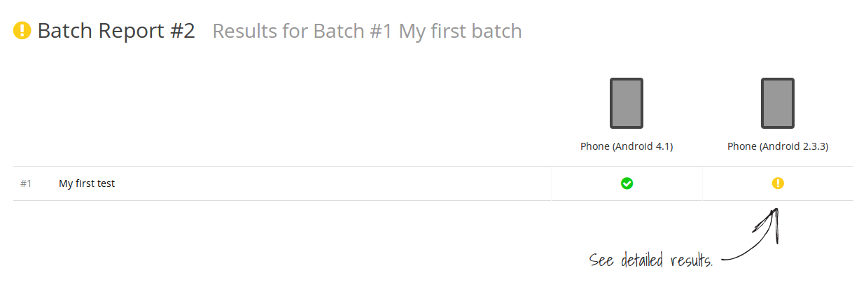 Batch Report #2 Results for Batch #1 My first batch
Phone (Android 4.1) Phone (Android 2.3.3)
#1 My first test
See detailed results.